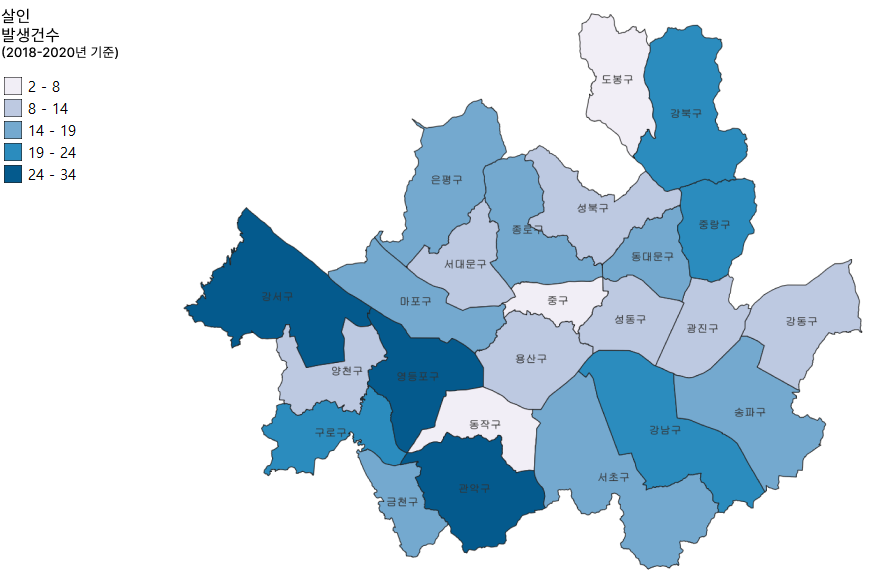 살인
발생건수
(2018-2020년 기준)
2 - 8
8 - 14
14 - 19
19 - 24
24 - 34
도봉구
강북구
은평구
성북구
중랑구
종로구
동대문구
서대문구
강서구
마포구
중구
성동구
광진구
강동구
용산구
양천구
영등포구
송파구
동작구
강남구
구로구
서초구
관악구
금천구